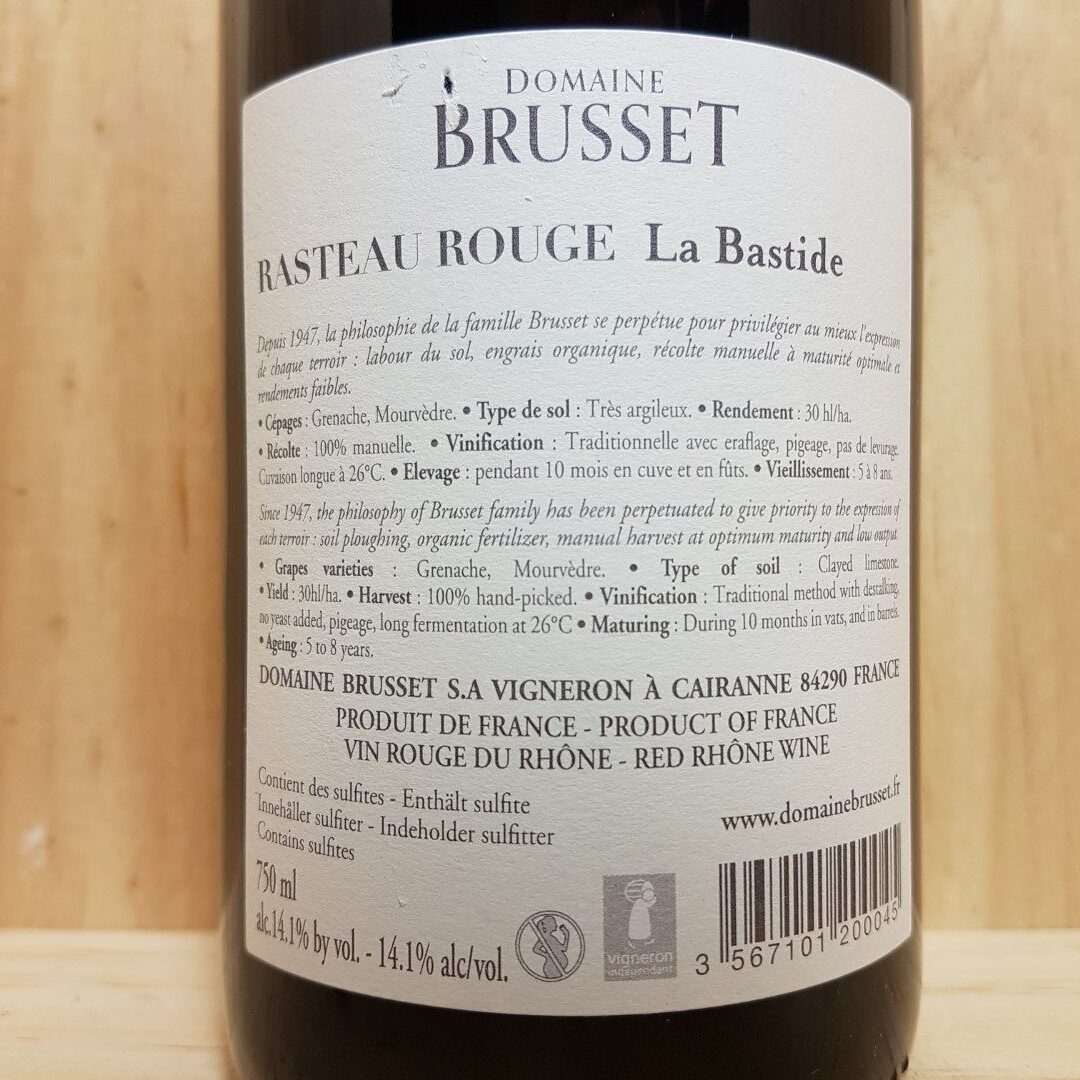 DOMAINE
BRUSSET
RASTEAU ROUGE La Bastide
Depuis 1947, la philosophie de la famille Brusset se perpétue pour privilégier au mieux l'expression
de chaque terroir : labour du sol, engrais organique, récolte manuelle à maturité optimale et
rendements faibles.
• Cépages : Grenache, Mourvèdre. • Type de sol : Très argileux. • Rendement : 30 hl/ha.
• Récolte : 100% manuelle. • Vinification : Traditionnelle avec eraflage, pigeage, pas de levurage.
Cuvaison longue à 26°C. • Elevage : pendant 10 mois en cuve et en fûts. • Vieillissement : 5 à 8 ans.
Since 1947, the philosophy of Brusset family has been perpetuated to give priority to the expression of
each terroir : soil ploughing, organic fertilizer, manual harvest at optimum maturity and low output.
• Grapes varieties : Grenache, Mourvèdre. • Type of soil : Clayed limestone.
• Yield : 30hl/ha. • Harvest : 100% hand-picked. • Vinification : Traditional method with destalking,
no yeast added, pigeage, long fermentation at 26°C • Maturing : During 10 months in vats, and in barrels.
• Ageing : 5 to 8 years.
DOMAINE BRUSSET S.A VIGNERON À CAIRANNE 84290 FRANCE
PRODUIT DE FRANCE - PRODUCT OF FRANCE
VIN ROUGE DU RHÔNE - RED RHÔNE WINE
Contient des sulfites - Enthält sulfite
Innehåller sulfiter - Indeholder sulfitter
Contains sulfites
www.domainebrusset.fr
750 ml
alc.14.1% by vol. - 14.1% alc/vol.
vigneron
indépendant
3 567101 200045